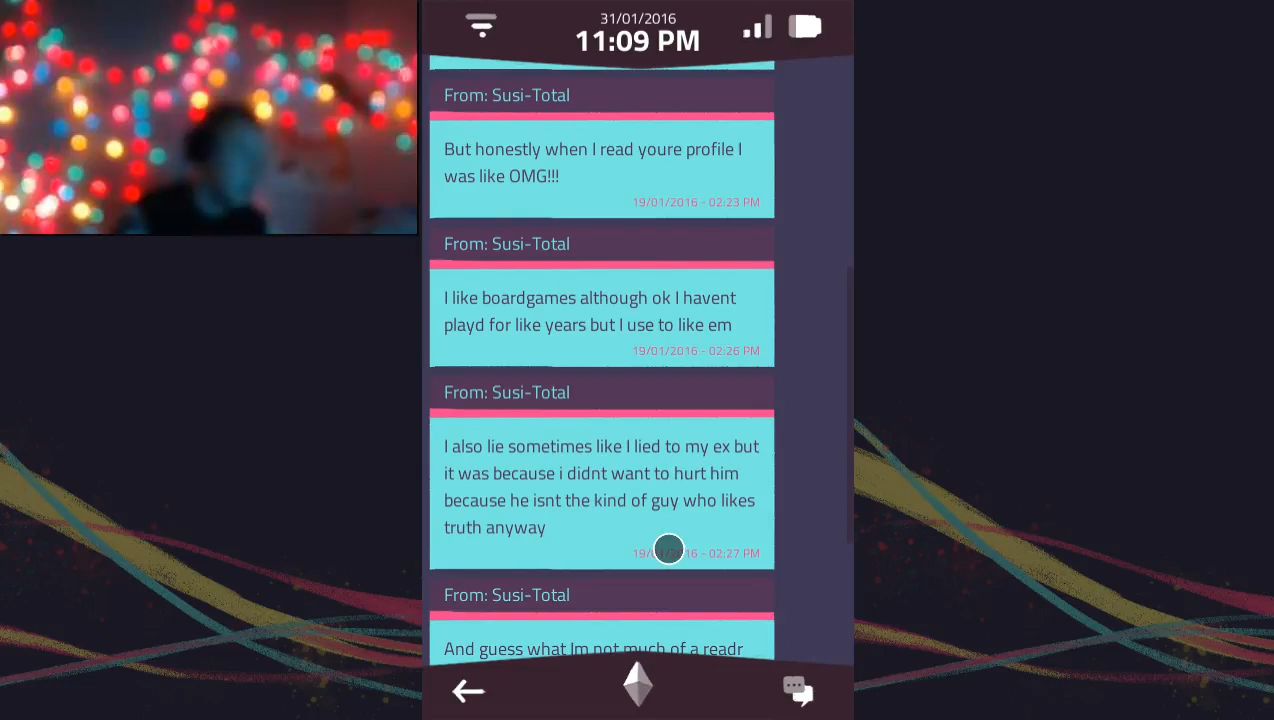 31/01/2016
11:09 PM
From: Susi-Total
But honestly when I read youre profile I
was like OMG!!!
19/01/2016 - 02:23 PM
From: Susi-Total
I like boardgames although ok I havent
playd for like years but I use to like em
19/01/2016 - 02:26 PM
From: Susi-Total
I also lie sometimes like I lied to my ex but
it was because i didnt want to hurt him
because he isnt the kind of guy who likes
truth anyway
19/01/2016 - 02:27 PM
From: Susi-Total
And guess what Im not much of a readr